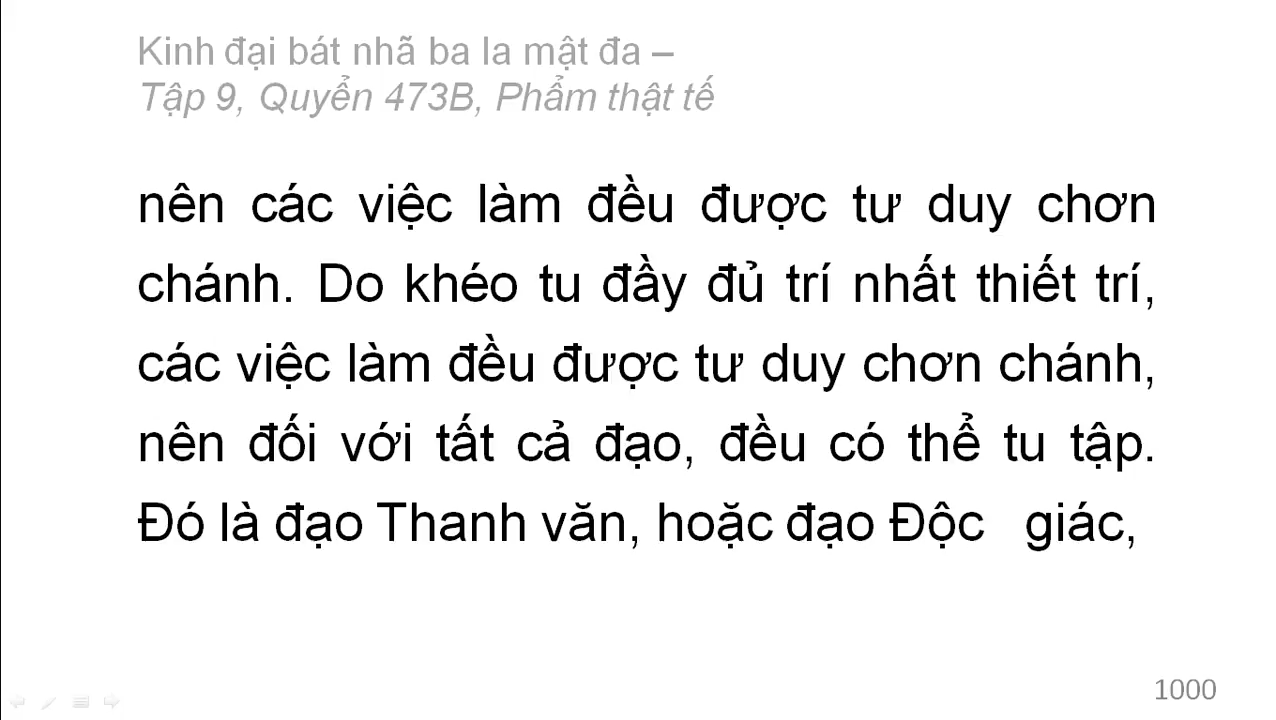 Kinh đại bát nhã ba la mật đa –
Tập 9, Quyển 473B, Phẩm thật tế
nên các việc làm đều được tư duy chơn
chánh. Do khéo tu đầy đủ trí nhất thiết trí,
các việc làm đều được tư duy chơn chánh,
nên đối với tất cả đạo, đều có thể tu tập.
Đó là đạo Thanh văn, hoặc đạo Độc giác,
1000